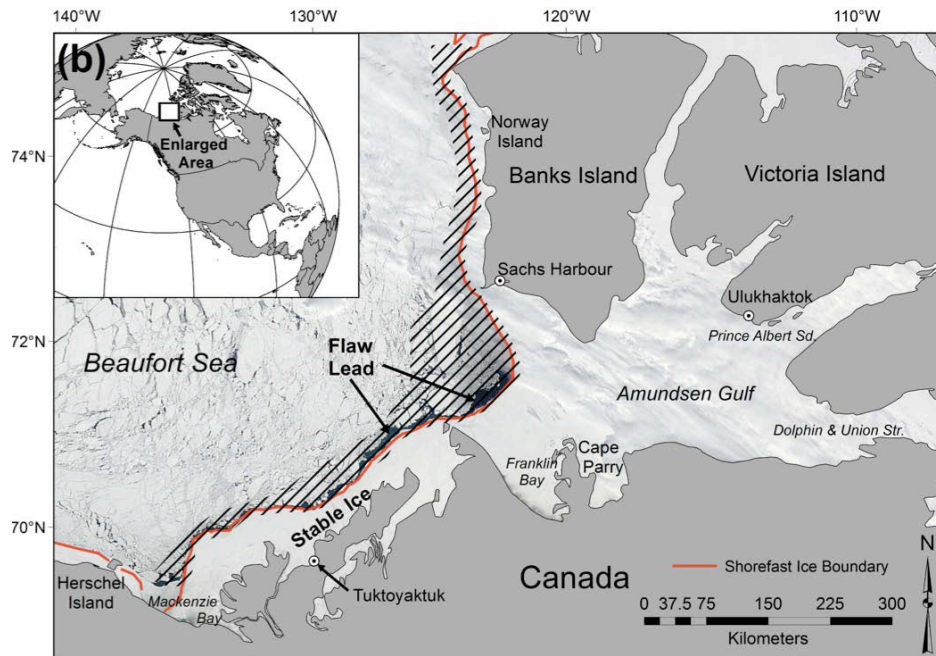 140°W 130°W 120°W 110°W
(b)
Enlarged
Area
74°N
72°N
70°N
Norway
Island
Banks Island
Victoria Island
Sachs Harbour
Ulukhaktok
Prince Albert Sd.
Beaufort Sea
Flaw
Lead
Amundsen Gulf
Dolphin & Union Str.
Franklin
Bay
Cape
Parry
Stable Ice
Herschel
Island
Mackenzie
Bay
Tuktoyaktuk
Canada
Shorefast Ice Boundary
N
0 37.5 75 150 225 300
Kilometers